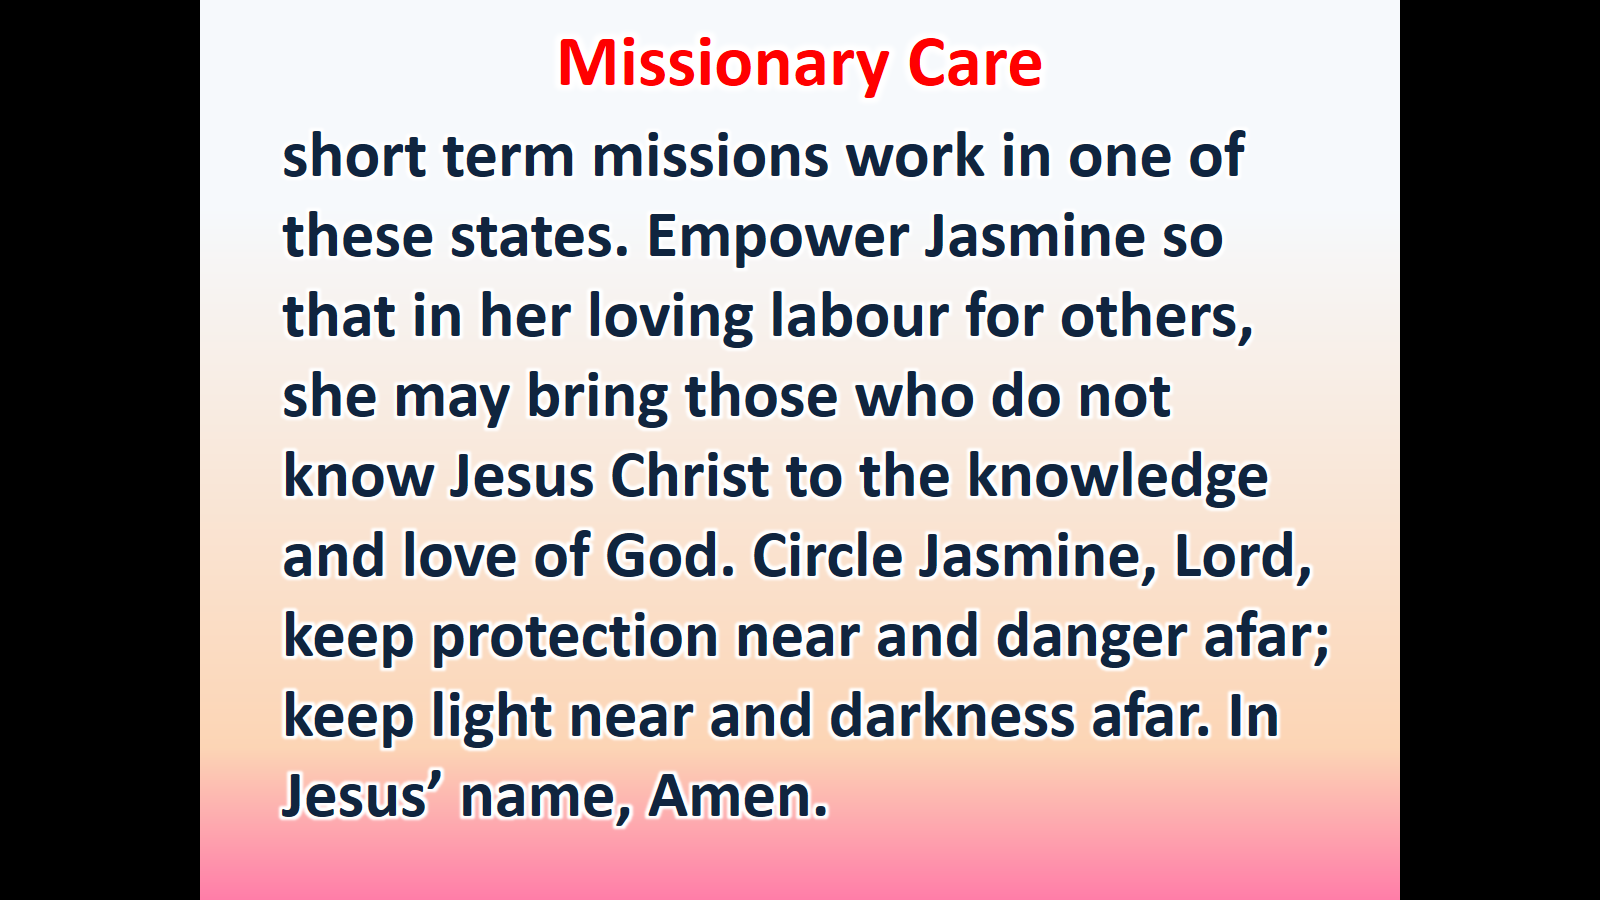 Missionary Care
short term missions work in one of
these states. Empower Jasmine so
that in her loving labour for others,
she may bring those who do not
know Jesus Christ to the knowledge
and love of God. Circle Jasmine, Lord,
keep protection near and danger afar;
keep light near and darkness afar. In
Jesus’ name, Amen.